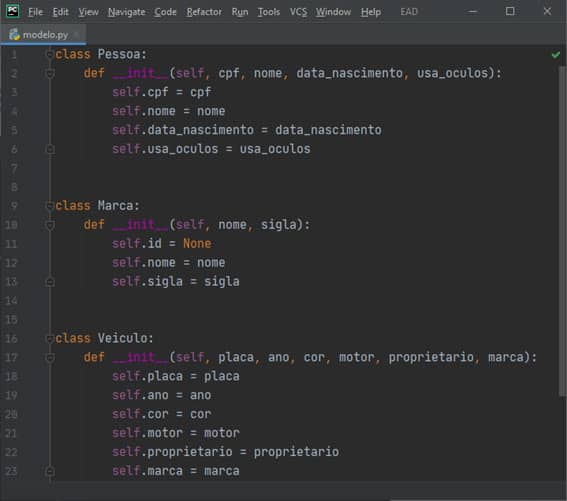 PC File Edit View Navigate Code Refactor Run Tools VCS Window Help EAD
modelo.py
1 class Pessoa:
2     def __init__(self, cpf, nome, data_nascimento, usa_oculos):
3         self.cpf = cpf
4         self.nome = nome
5         self.data_nascimento = data_nascimento
6         self.usa_oculos = usa_oculos
7
8
9 class Marca:
10     def __init__(self, nome, sigla):
11         self.id = None
12         self.nome = nome
13         self.sigla = sigla
14
15
16 class Veiculo:
17     def __init__(self, placa, ano, cor, motor, proprietario, marca):
18         self.placa = placa
19         self.ano = ano
20         self.cor = cor
21         self.motor = motor
22         self.proprietario = proprietario
23         self.marca = marca